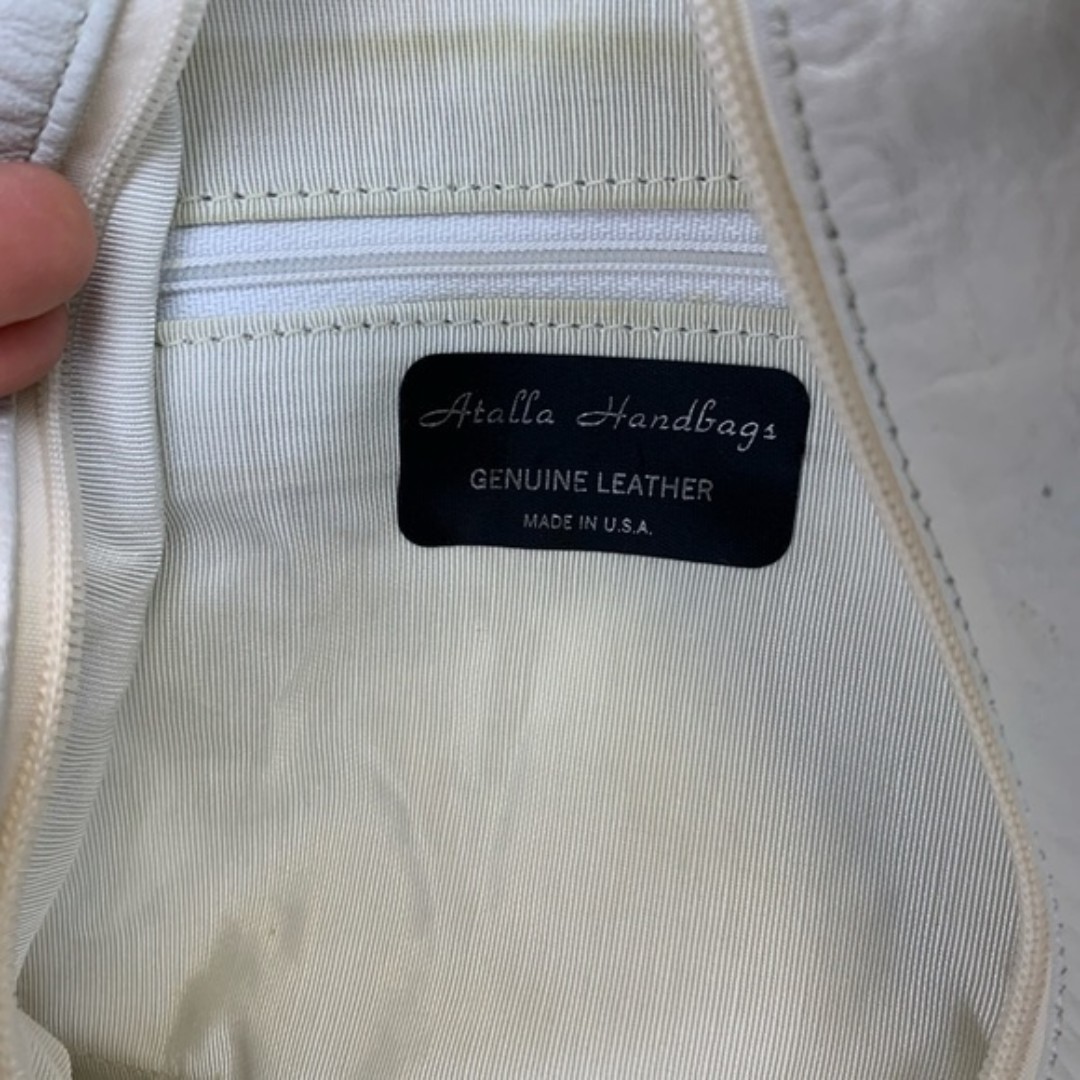 Atalla Handbags
GENUINE LEATHER
MADE IN U.S.A.